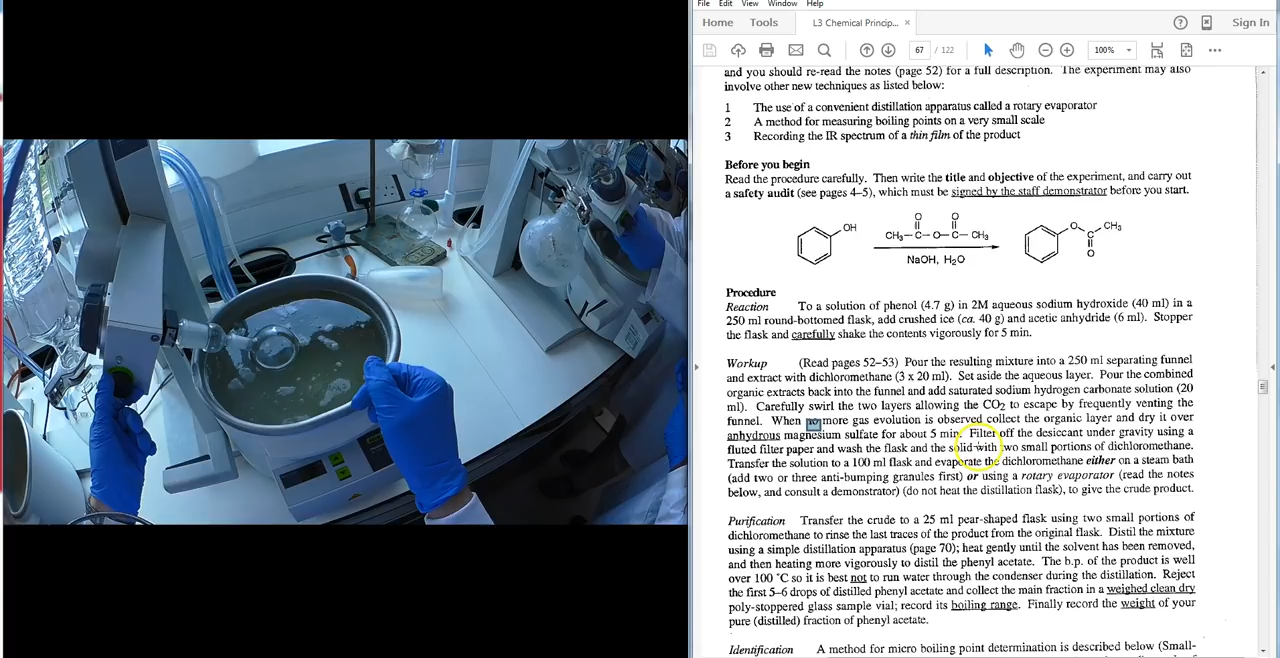 File Edit View Window Help
Home Tools L3 Chemical Princip... × Sign In
67 / 122 100%
and you should re-read the notes (page 52) for a full description. The experiment may also
involve other new techniques as listed below:
1 The use of a convenient distillation apparatus called a rotary evaporator
2 A method for measuring boiling points on a very small scale
3 Recording the IR spectrum of a thin film of the product
Before you begin
Read the procedure carefully. Then write the title and objective of the experiment, and carry out
a safety audit (see pages 4–5), which must be signed by the staff demonstrator before you start.
OH
O O
CH₃—C—O—C—CH₃
NaOH, H₂O
O C CH₃
O
Procedure
Reaction To a solution of phenol (4.7 g) in 2M aqueous sodium hydroxide (40 ml) in a
250 ml round-bottomed flask, add crushed ice (ca. 40 g) and acetic anhydride (6 ml). Stopper
the flask and carefully shake the contents vigorously for 5 min.
Workup (Read pages 52–53) Pour the resulting mixture into a 250 ml separating funnel
and extract with dichloromethane (3 x 20 ml). Set aside the aqueous layer. Pour the combined
organic extracts back into the funnel and add saturated sodium hydrogen carbonate solution (20
ml). Carefully swirl the two layers allowing the CO₂ to escape by frequently venting the
funnel. When no more gas evolution is observed collect the organic layer and dry it over
anhydrous magnesium sulfate for about 5 min. Filter off the desiccant under gravity using a
fluted filter paper and wash the flask and the solid with two small portions of dichloromethane.
Transfer the solution to a 100 ml flask and evaporate the dichloromethane either on a steam bath
(add two or three anti-bumping granules first) or using a rotary evaporator (read the notes
below, and consult a demonstrator) (do not heat the distillation flask), to give the crude product.
Purification Transfer the crude to a 25 ml pear-shaped flask using two small portions of
dichloromethane to rinse the last traces of the product from the original flask. Distil the mixture
using a simple distillation apparatus (page 70); heat gently until the solvent has been removed,
and then heating more vigorously to distil the phenyl acetate. The b.p. of the product is well
over 100 °C so it is best not to run water through the condenser during the distillation. Reject
the first 5–6 drops of distilled phenyl acetate and collect the main fraction in a weighed clean dry
poly-stoppered glass sample vial; record its boiling range. Finally record the weight of your
pure (distilled) fraction of phenyl acetate.
Identification A method for micro boiling point determination is described below (Small-